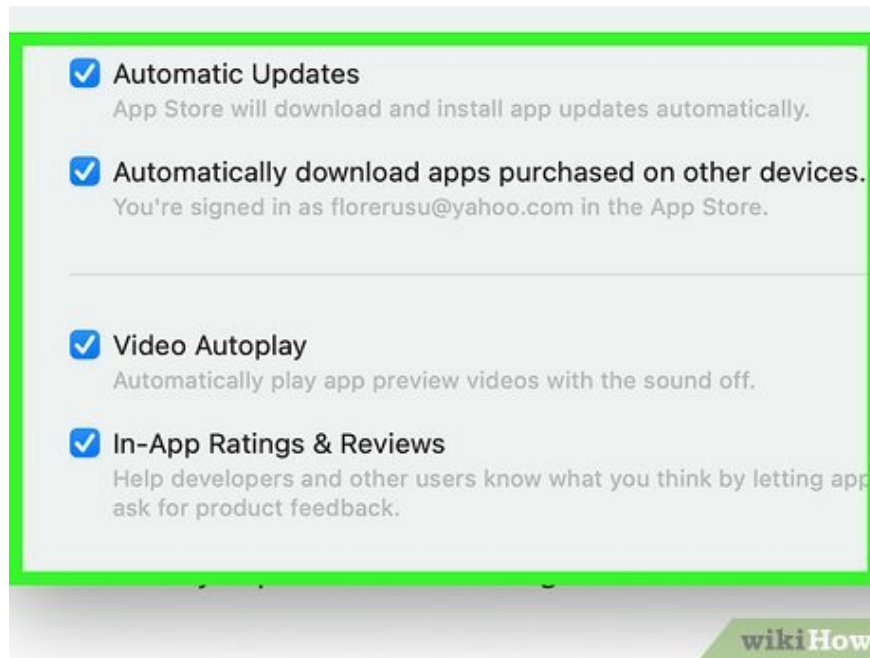 Automatic Updates
App Store will download and install app updates automatically.
Automatically download apps purchased on other devices.
You're signed in as florerusu@yahoo.com in the App Store.
Video Autoplay
Automatically play app preview videos with the sound off.
In-App Ratings & Reviews
Help developers and other users know what you think by letting app
ask for product feedback.
wikiHow